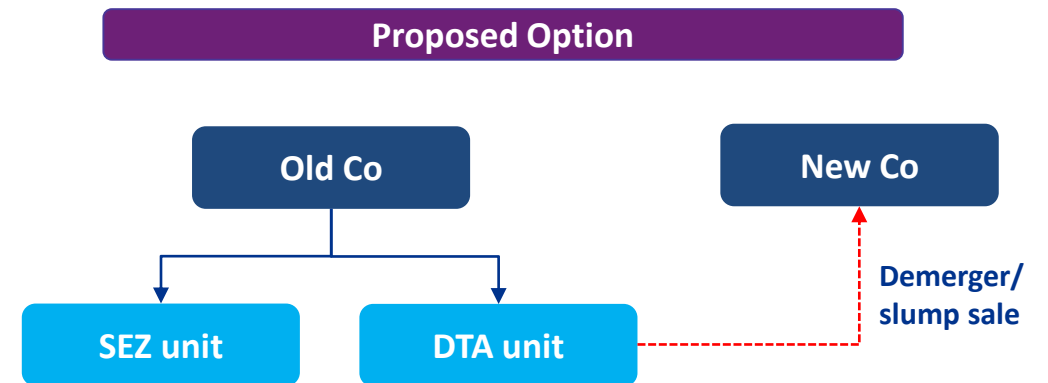 Proposed Option
Old Co
New Co
Demerger/
slump sale
SEZ unit
DTA unit